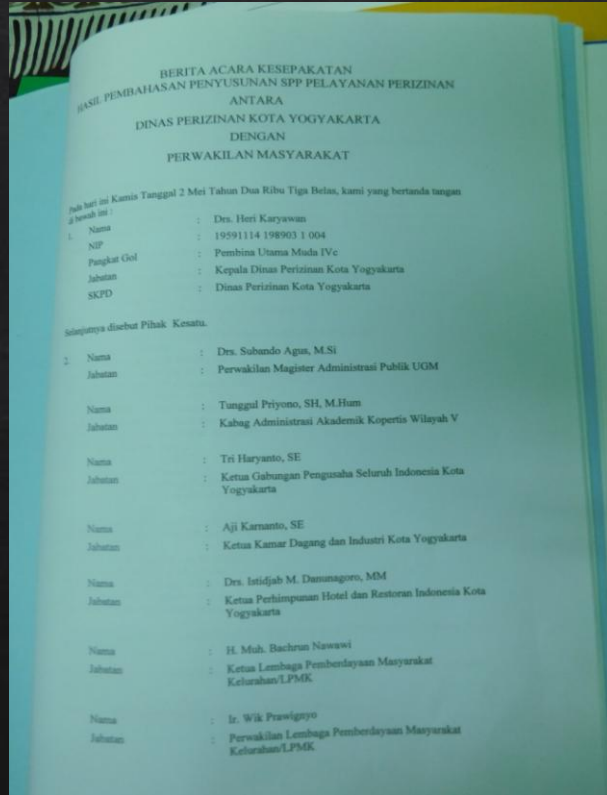 BERITA ACARA KESEPAKATAN
HASIL PEMBAHASAN PENYUSUNAN SPP PELAYANAN PERIZINAN
ANTARA
DINAS PERIZINAN KOTA YOGYAKARTA
DENGAN
PERWAKILAN MASYARAKAT
Pada hari ini Kamis Tanggal 2 Mei Tahun Dua Ribu Tiga Belas, kami yang bertanda tangan
di bawah ini :
1. Nama : Drs. Heri Karyawan
NIP : 19591114 198903 1 004
Pangkat Gol : Pembina Utama Muda IVc
Jabatan : Kepala Dinas Perizinan Kota Yogyakarta
SKPD : Dinas Perizinan Kota Yogyakarta
Selanjutnya disebut Pihak Kesatu.
2. Nama : Drs. Subando Agus, M.Si
Jabatan : Perwakilan Magister Administrasi Publik UGM
Nama : Tunggul Priyono, SH, M.Hum
Jabatan : Kabag Administrasi Akademik Kopertis Wilayah V
Nama : Tri Haryanto, SE
Jabatan : Ketua Gabungan Pengusaha Seluruh Indonesia Kota
Yogyakarta
Nama : Aji Karnanto, SE
Jabatan : Ketua Kamar Dagang dan Industri Kota Yogyakarta
Nama : Drs. Istidjab M. Danunagoro, MM
Jabatan : Ketua Perhimpunan Hotel dan Restoran Indonesia Kota
Yogyakarta
Nama : H. Muh. Bachrun Nawawi
Jabatan : Ketua Lembaga Pemberdayaan Masyarakat
Kelurahan/LPMK
Nama : Ir. Wik Prawignyo
Jabatan : Perwakilan Lembaga Pemberdayaan Masyarakat
Kelurahan/LPMK